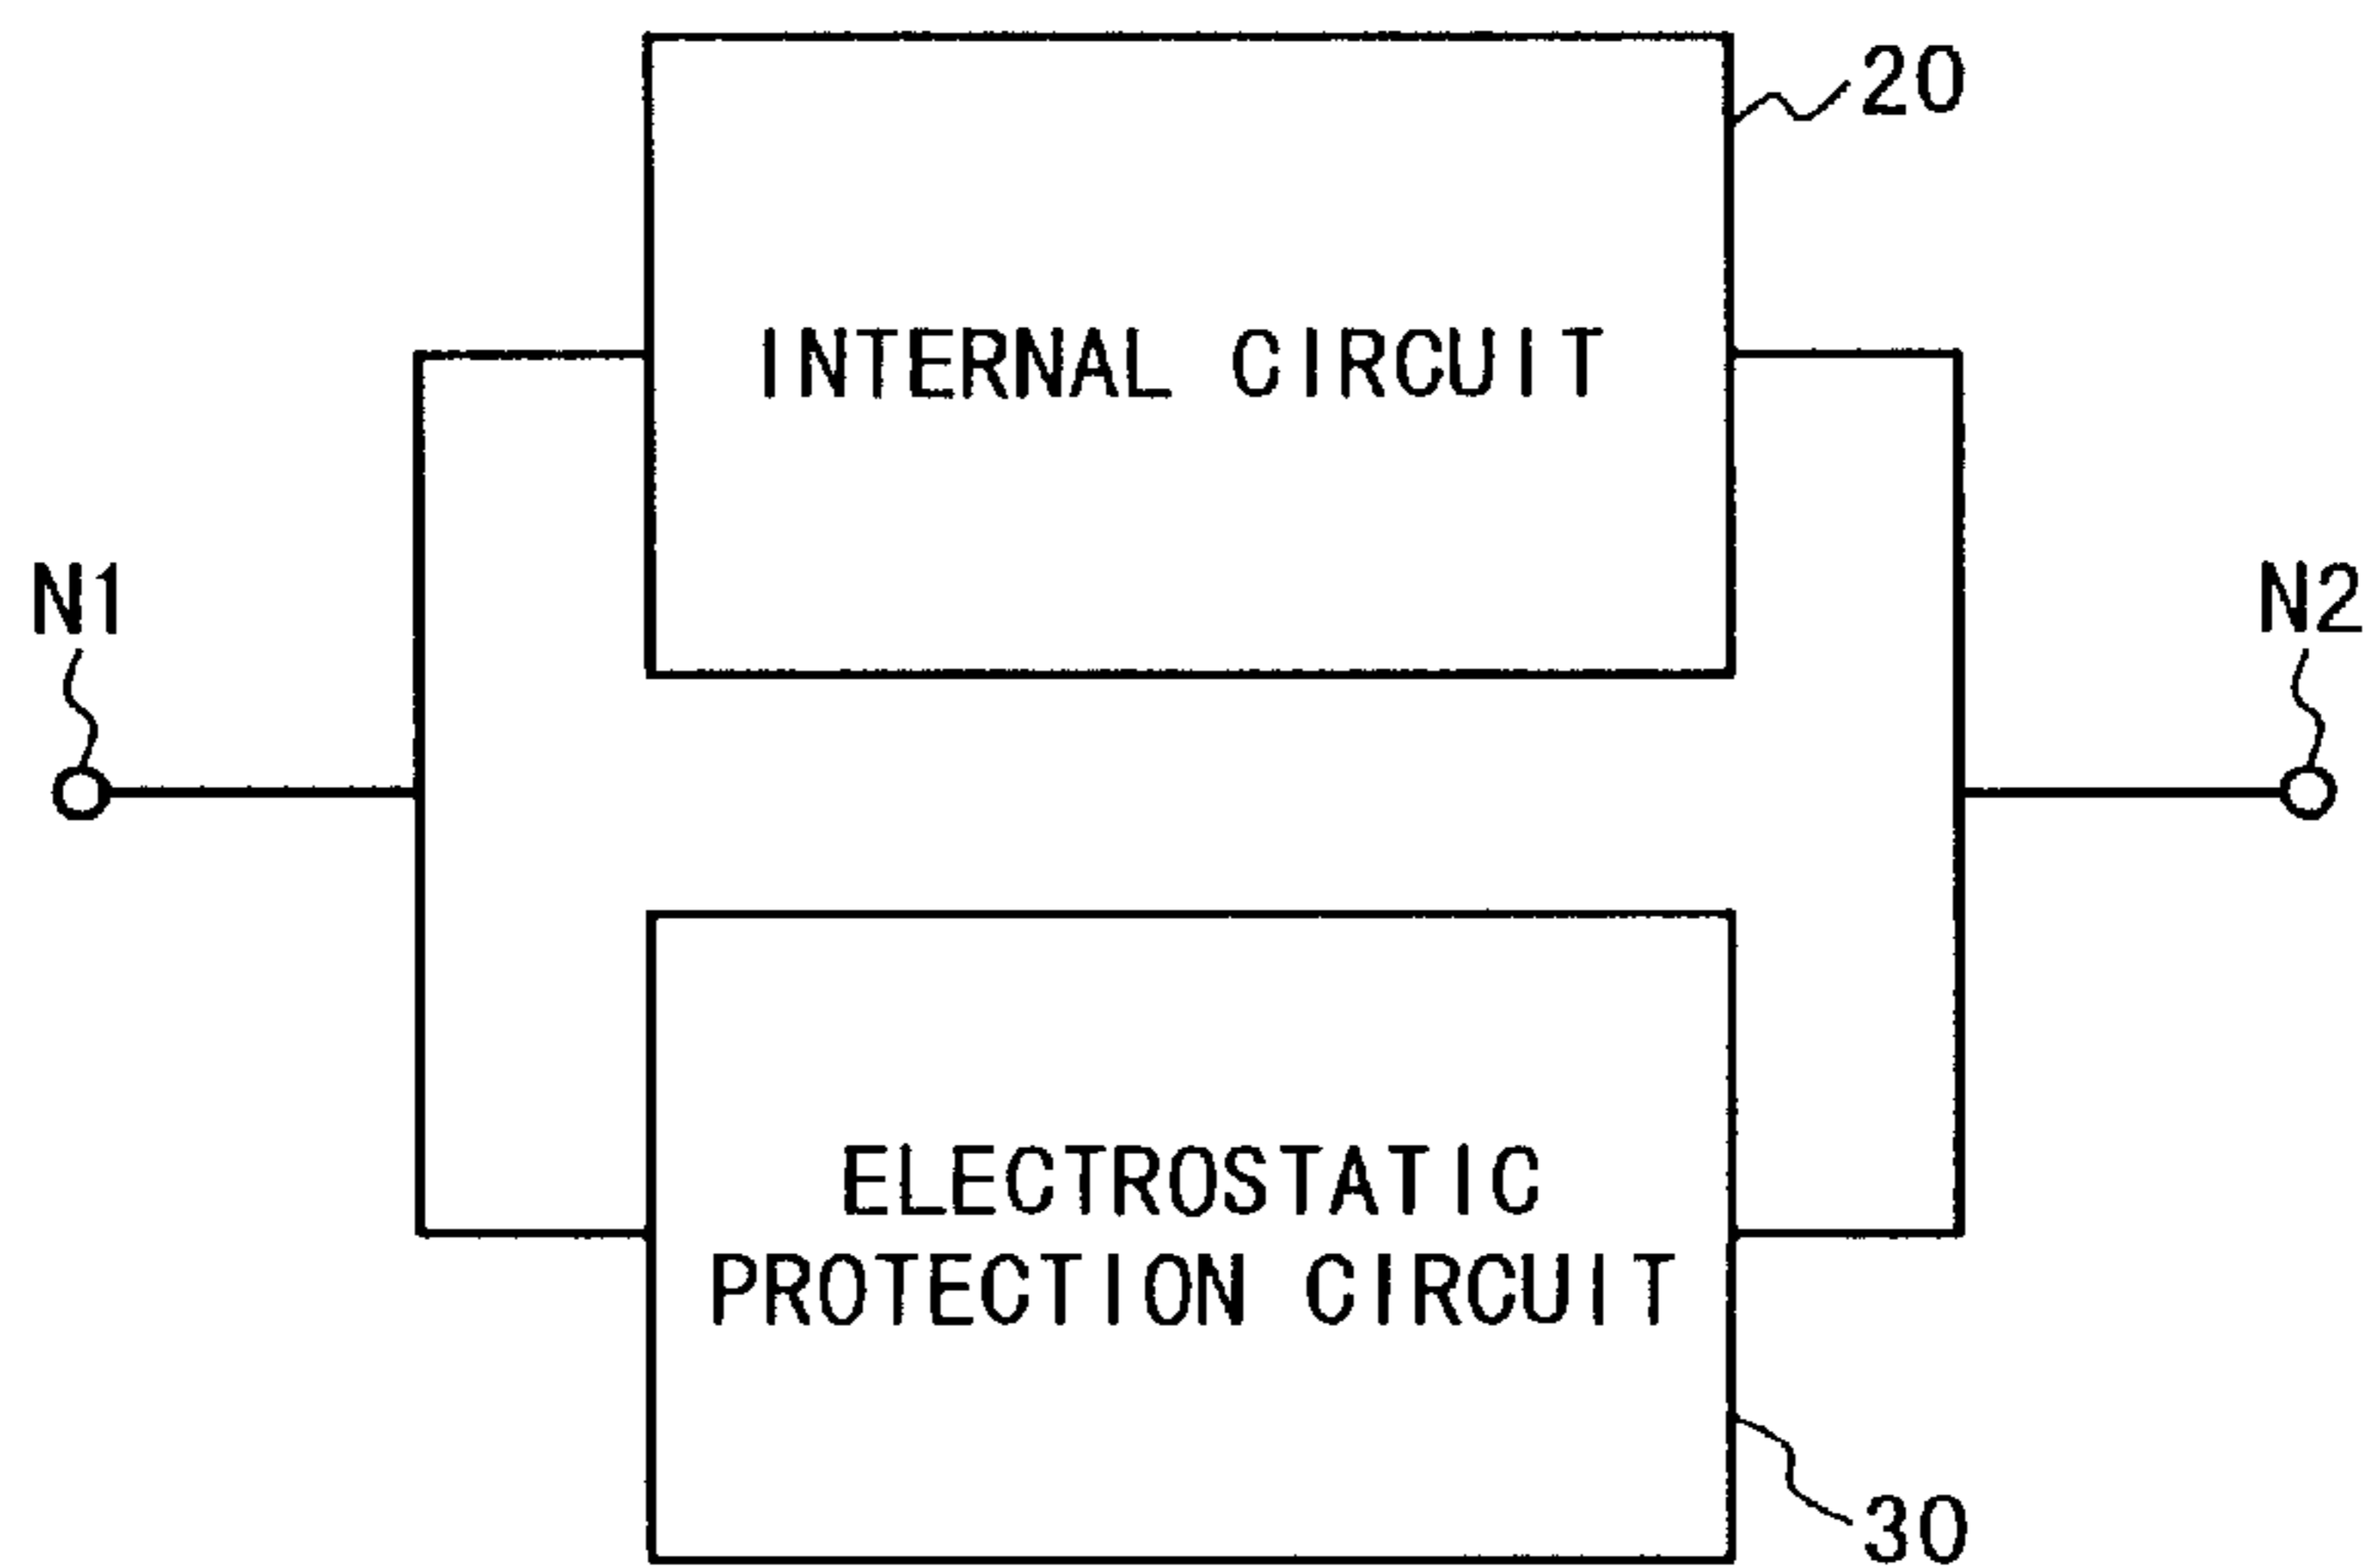 20
INTERNAL CIRCUIT
N1
N2
ELECTROSTATIC
PROTECTION CIRCUIT
30